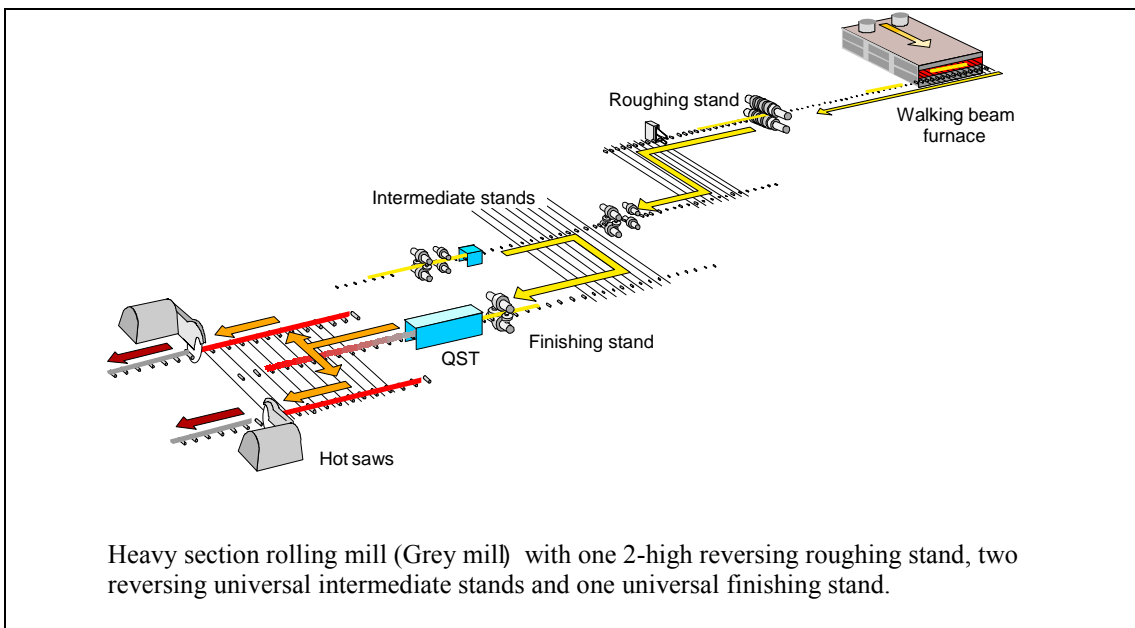 Roughing stand
Walking beam
furnace
Intermediate stands
Finishing stand
QST
Hot saws
Heavy section rolling mill (Grey mill) with one 2-high reversing roughing stand, two
reversing universal intermediate stands and one universal finishing stand.